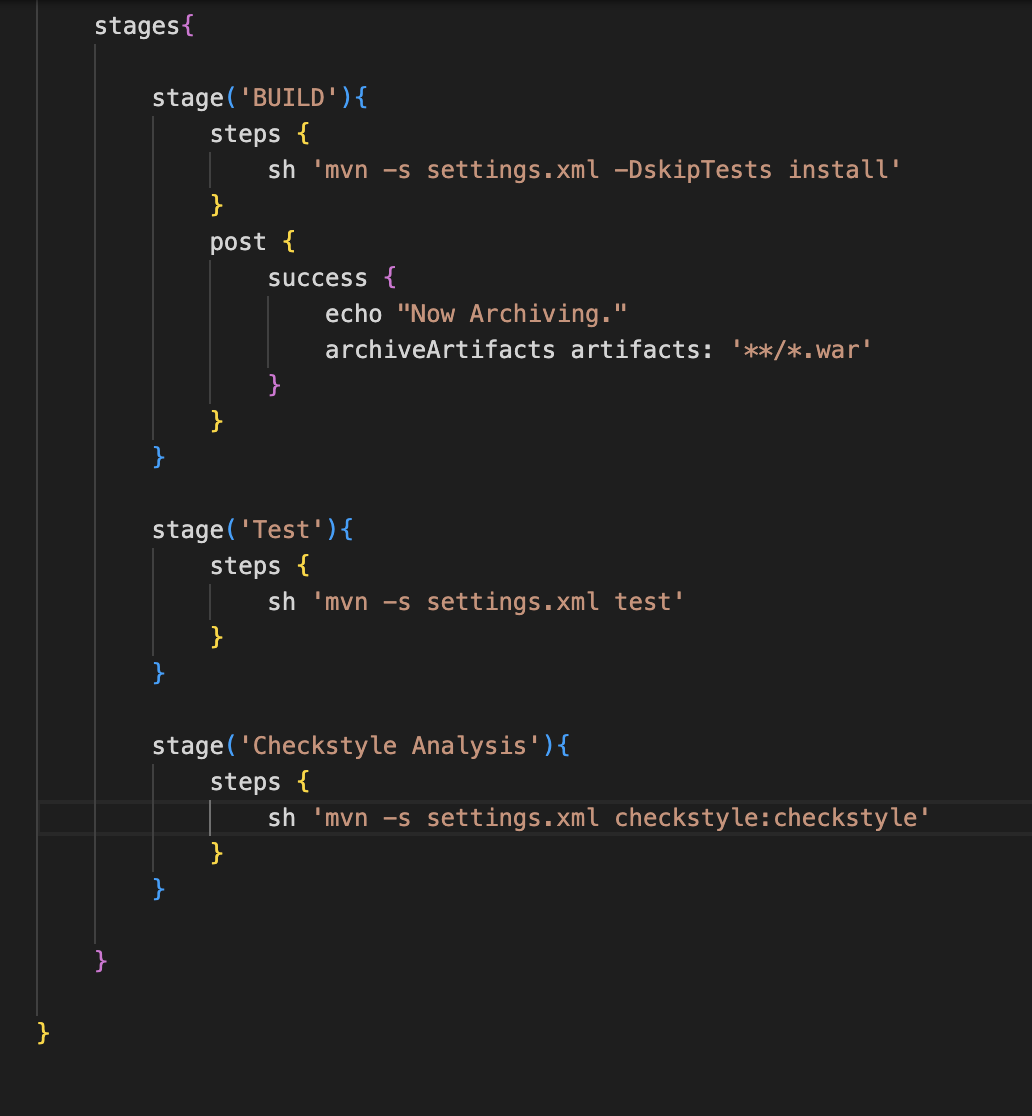 stages{
stage('BUILD'){
steps {
sh 'mvn -s settings.xml -DskipTests install'
}
post {
success {
echo "Now Archiving."
archiveArtifacts artifacts: '**/*.war'
}
}
}
stage('Test'){
steps {
sh 'mvn -s settings.xml test'
}
}
stage('Checkstyle Analysis'){
steps {
sh 'mvn -s settings.xml checkstyle:checkstyle'
}
}
}
}